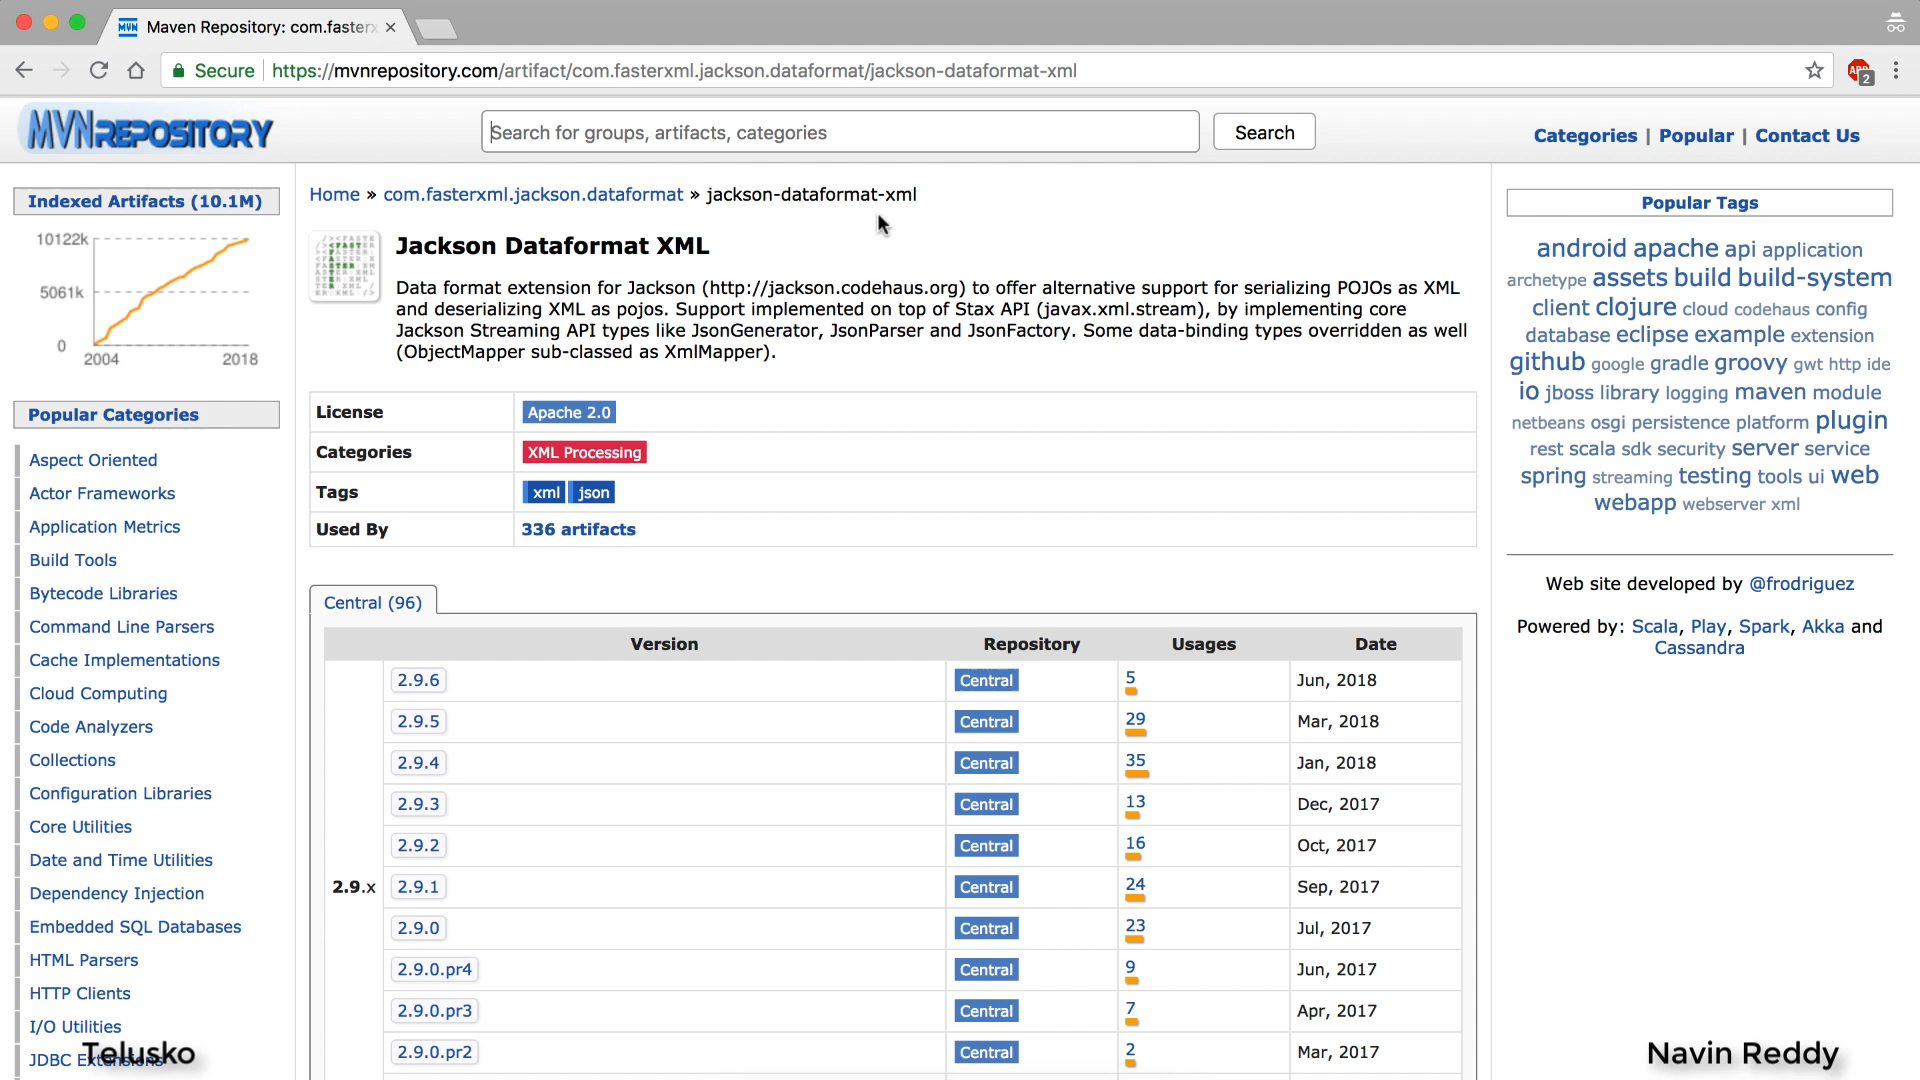 Maven Repository: com.fasterx
Secure https://mvnrepository.com/artifact/com.fasterxml.jackson.dataformat/jackson-dataformat-xml
ABP 2
MVNREPOSITORY
Search for groups, artifacts, categories
Search
Categories | Popular | Contact Us
Indexed Artifacts (10.1M)
10122k
5061k
0
2004 2018
Popular Categories
Aspect Oriented
Actor Frameworks
Application Metrics
Build Tools
Bytecode Libraries
Command Line Parsers
Cache Implementations
Cloud Computing
Code Analyzers
Collections
Configuration Libraries
Core Utilities
Date and Time Utilities
Dependency Injection
Embedded SQL Databases
HTML Parsers
HTTP Clients
I/O Utilities
JDBC Extensions
Home » com.fasterxml.jackson.dataformat » jackson-dataformat-xml
Jackson Dataformat XML
Data format extension for Jackson (http://jackson.codehaus.org) to offer alternative support for serializing POJOs as XML
and deserializing XML as pojos. Support implemented on top of Stax API (javax.xml.stream), by implementing core
Jackson Streaming API types like JsonGenerator, JsonParser and JsonFactory. Some data-binding types overridden as well
(ObjectMapper sub-classed as XmlMapper).
License Apache 2.0
Categories XML Processing
Tags xml json
Used By 336 artifacts
Central (96)
Version Repository Usages Date
2.9.6 Central 5 Jun, 2018
2.9.5 Central 29 Mar, 2018
2.9.4 Central 35 Jan, 2018
2.9.3 Central 13 Dec, 2017
2.9.2 Central 16 Oct, 2017
2.9.x 2.9.1 Central 24 Sep, 2017
2.9.0 Central 23 Jul, 2017
2.9.0.pr4 Central 9 Jun, 2017
2.9.0.pr3 Central 7 Apr, 2017
2.9.0.pr2 Central 2 Mar, 2017
Popular Tags
android apache api application
archetype assets build build-system
client clojure cloud codehaus config
database eclipse example extension
github google gradle groovy gwt http ide
io jboss library logging maven module
netbeans osgi persistence platform plugin
rest scala sdk security server service
spring streaming testing tools ui web
webapp webserver xml
Web site developed by @frodriguez
Powered by: Scala, Play, Spark, Akka and
Cassandra
Telusko
Navin Reddy